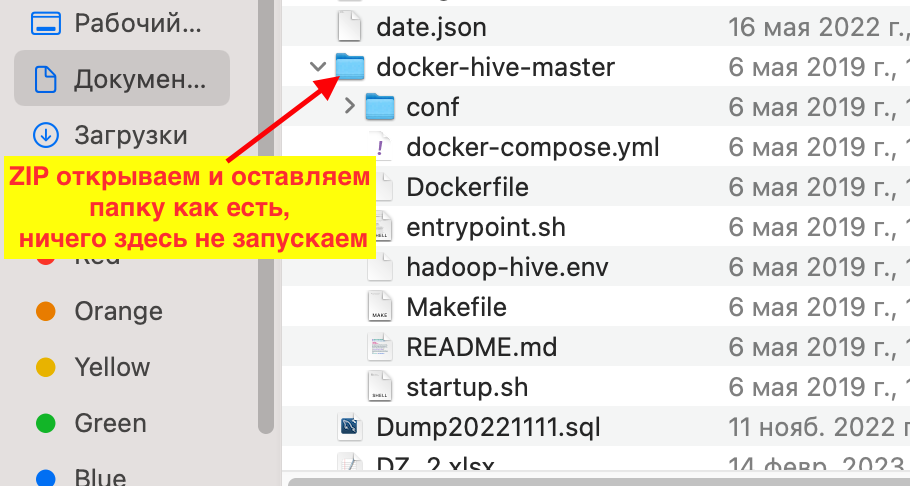 Рабочий...
Докумен...
Загрузки
ZIP открываем и оставляем
папку как есть,
ничего здесь не запускаем
Red
Orange
Yellow
Green
Blue
date.json 16 мая 2022 г.,
docker-hive-master 6 мая 2019 г.,
conf 6 мая 2019 г.,
docker-compose.yml 6 мая 2019 г.,
Dockerfile 6 мая 2019 г.,
entrypoint.sh 6 мая 2019 г.,
hadoop-hive.env 6 мая 2019 г.,
Makefile 6 мая 2019 г.,
README.md 6 мая 2019 г.,
startup.sh 6 мая 2019 г.,
Dump20221111.sql 11 нояб. 2022 г
DZ_2.xlsx 14 февр. 2023